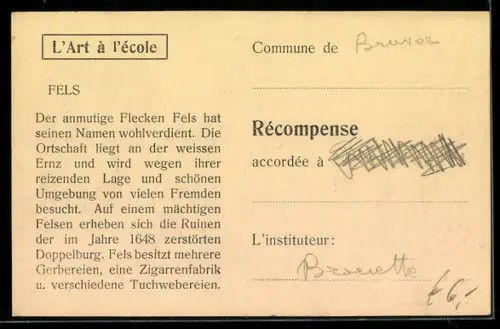 L'Art à l'école
FELS
Der anmutige Flecken Fels hat
seinen Namen wohlverdient. Die
Ortschaft liegt an der weissen
Ernz und wird wegen ihrer
reizenden Lage und schönen
Umgebung von vielen Fremden
besucht. Auf einem mächtigen
Felsen erheben sich die Ruinen
der im Jahre 1648 zerstörten
Doppelburg. Fels besitzt mehrere
Gerbereien, eine Zigarrenfabrik
u. verschiedene Tuchwebereien.
Commune de
Récompense
accordée à
L'instituteur: